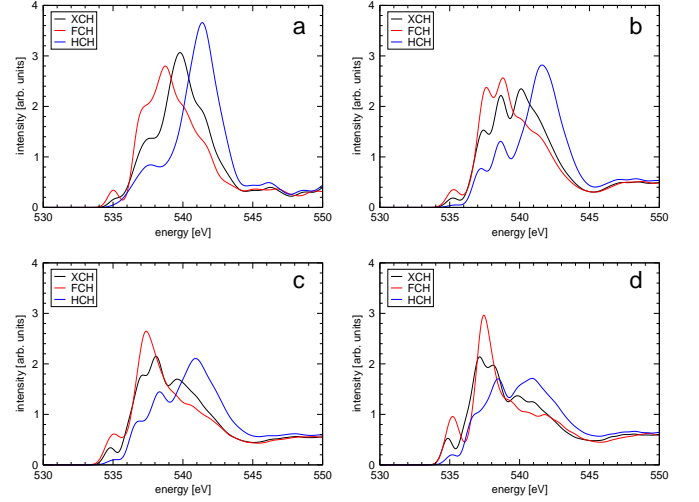 a
XCH
FCH
HCH
intensity [arb. units]
4
3
2
1
0
530 535 540 545 550
energy [eV]
b
XCH
FCH
HCH
intensity [arb. units]
4
3
2
1
0
530 535 540 545 550
energy [eV]
c
XCH
FCH
HCH
intensity [arb. units]
4
3
2
1
0
530 535 540 545 550
energy [eV]
d
XCH
FCH
HCH
intensity [arb. units]
4
3
2
1
0
530 535 540 545 550
energy [eV]